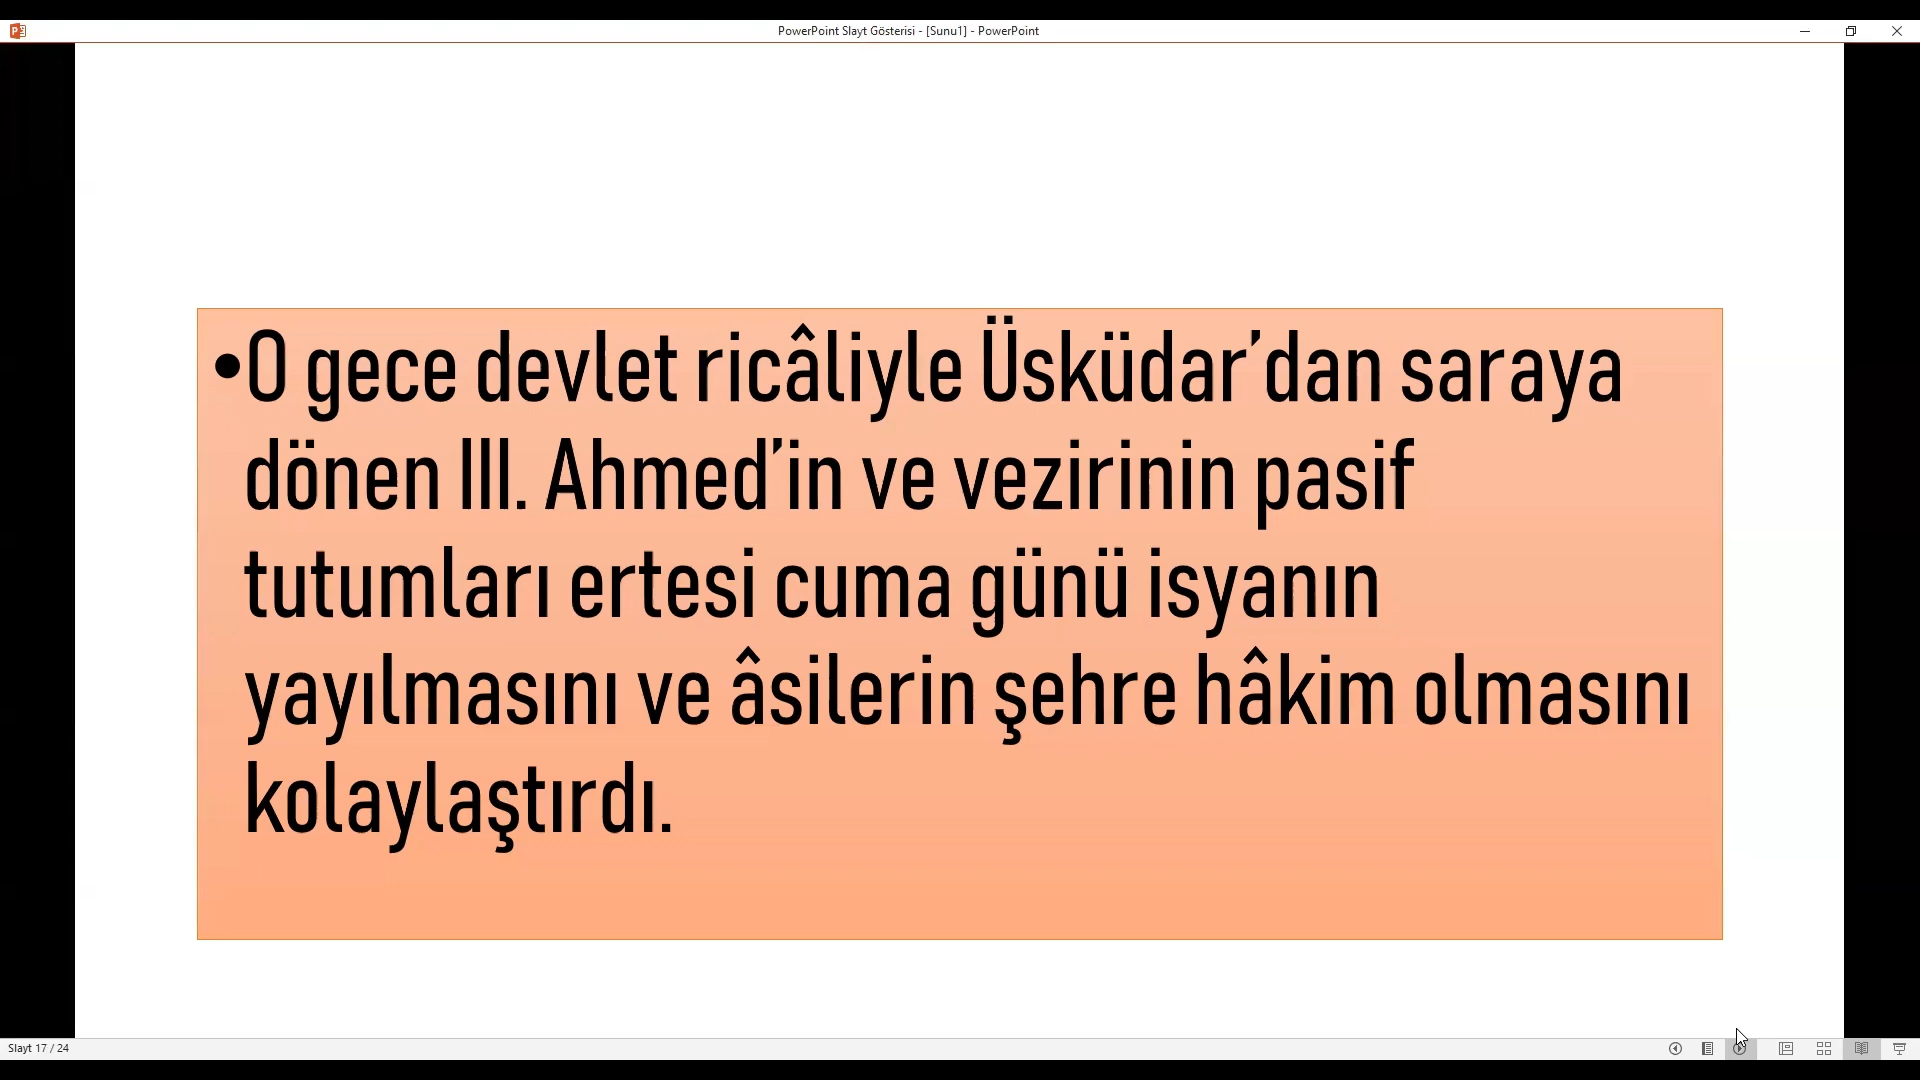 PowerPoint Slayt Gösterisi - [Sunu1] - PowerPoint
•O gece devlet ricâliyle Üsküdar’dan saraya
dönen III. Ahmed’in ve vezirinin pasif
tutumları ertesi cuma günü isyanın
yayılmasını ve âsilerin şehre hâkim olmasını
kolaylaştırdı.
Slayt 17 / 24